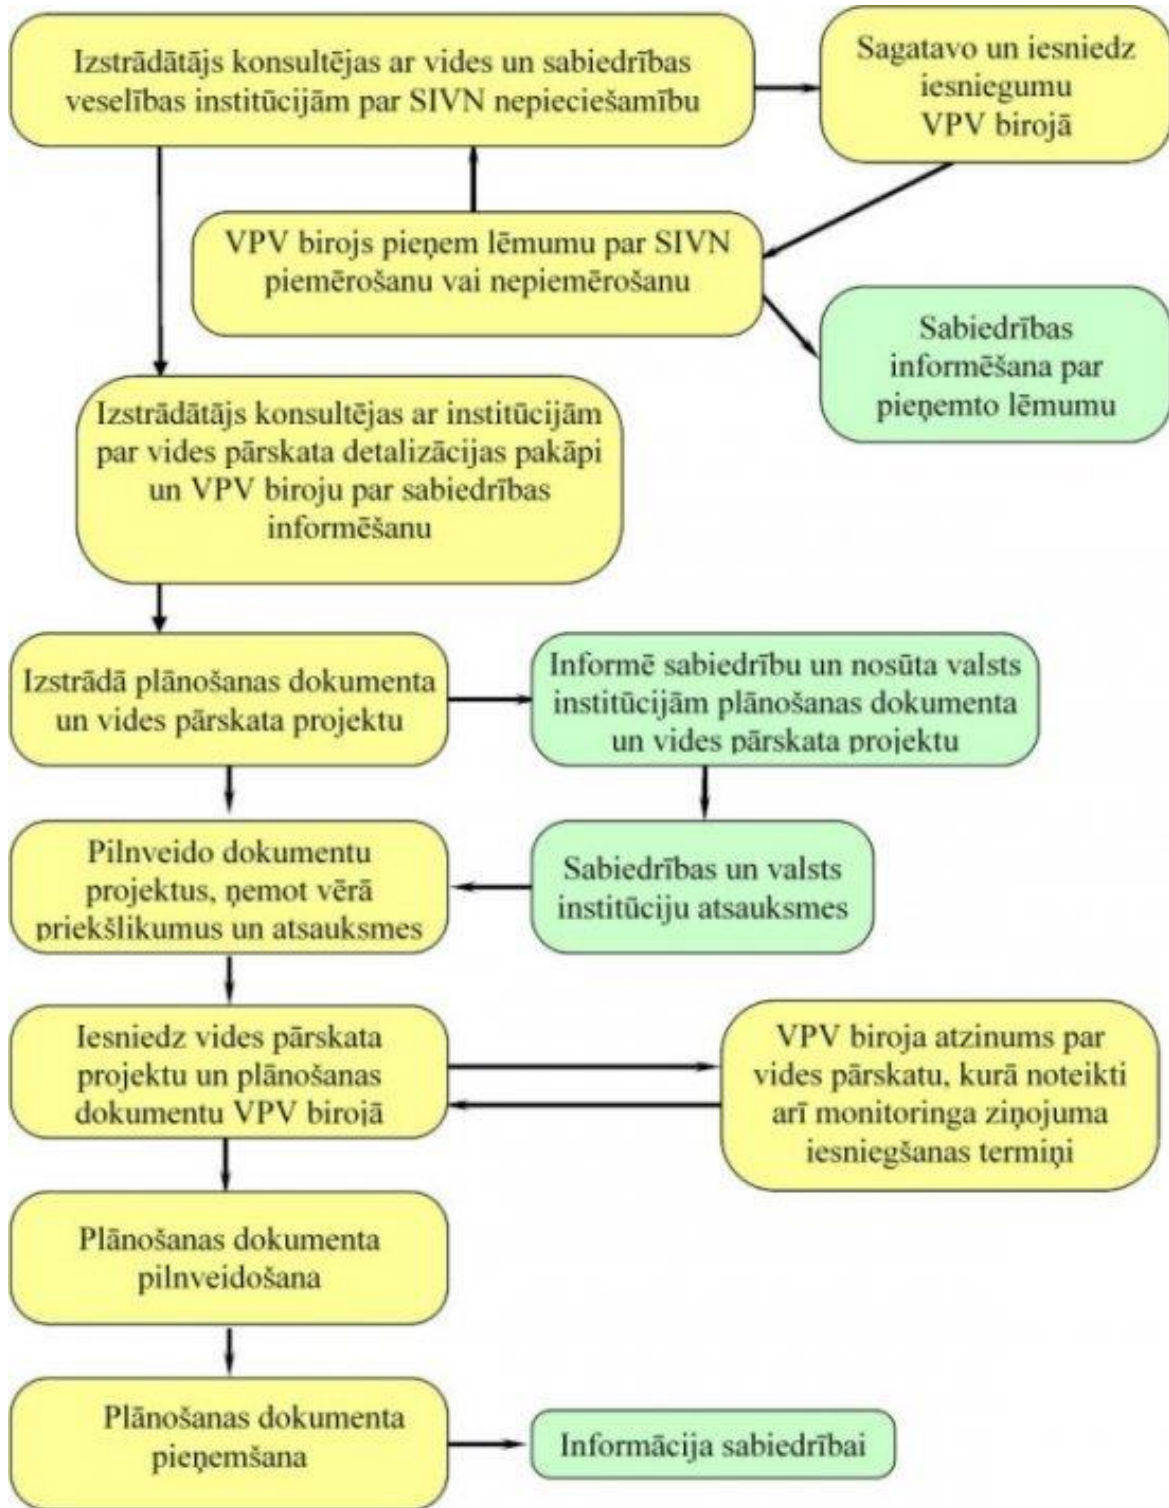 Izstrādātājs konsultējas ar vides un sabiedrības
veselības institūcijām par SIVN nepieciešamību
Sagatavo un iesniedz
iesniegumu
VPV birojā
VPV birojs pieņem lēmumu par SIVN
piemērošanu vai nepiemērošanu
Sabiedrības
informēšana par
pieņemto lēmumu
Izstrādātājs konsultējas ar institūcijām
par vides pārskata detalizācijas pakāpi
un VPV biroju par sabiedrības
informēšanu
Izstrādā plānošanas dokumenta
un vides pārskata projektu
Informē sabiedrību un nosūta valsts
institūcijām plānošanas dokumenta
un vides pārskata projektu
Pilnveido dokumentu
projektus, ņemot vērā
priekšlikumus un atsauksmes
Sabiedrības un valsts
institūciju atsauksmes
Iesniedz vides pārskata
projektu un plānošanas
dokumentu VPV birojā
VPV biroja atzinums par
vides pārskatu, kurā noteikti
arī monitoringa ziņojuma
iesniegšanas termiņi
Plānošanas dokumenta
pilnveidošana
Plānošanas dokumenta
pieņemšana
Informācija sabiedrībai